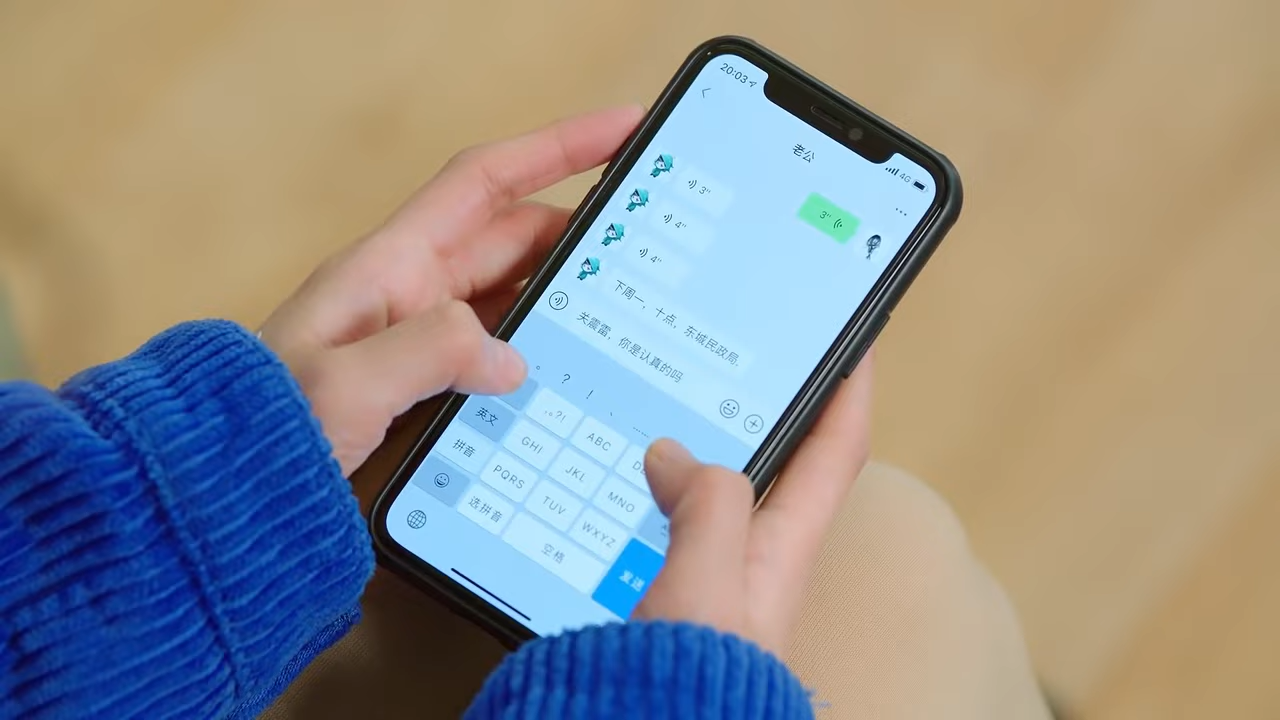 20:03
4G
老公
3"
3"
4"
4"
下周一，十点，东城民政局.
关震雷，你是认真的吗
。 ? ! 、 ……
英文 ,。?! ABC
拼音 GHI JKL MNO
PQRS TUV WXYZ
选拼音 空格 发送